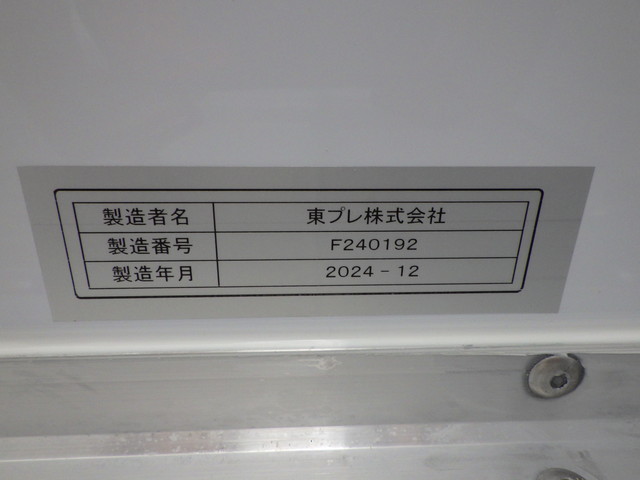 製造者名 東プレ株式会社
製造番号 F240192
製造年月 2024-12